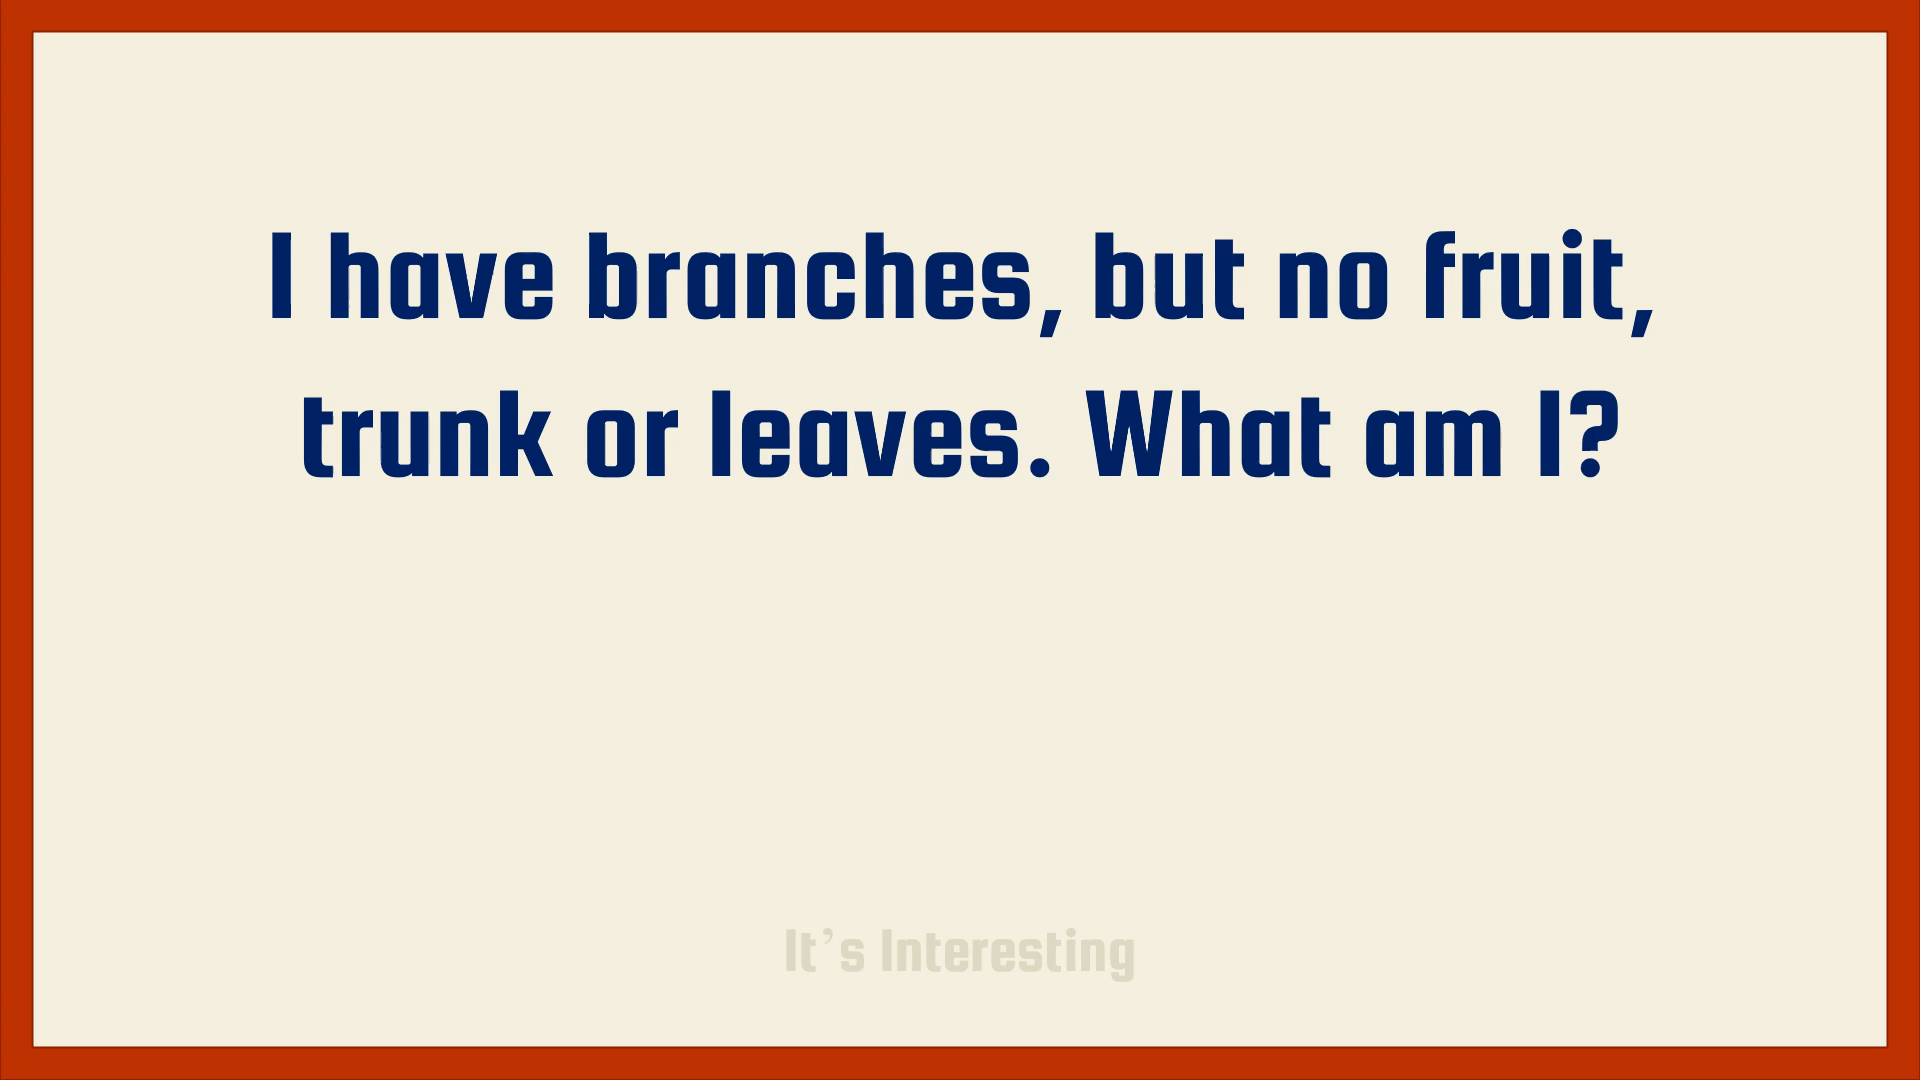 I have branches, but no fruit,
trunk or leaves. What am I?
It’s Interesting